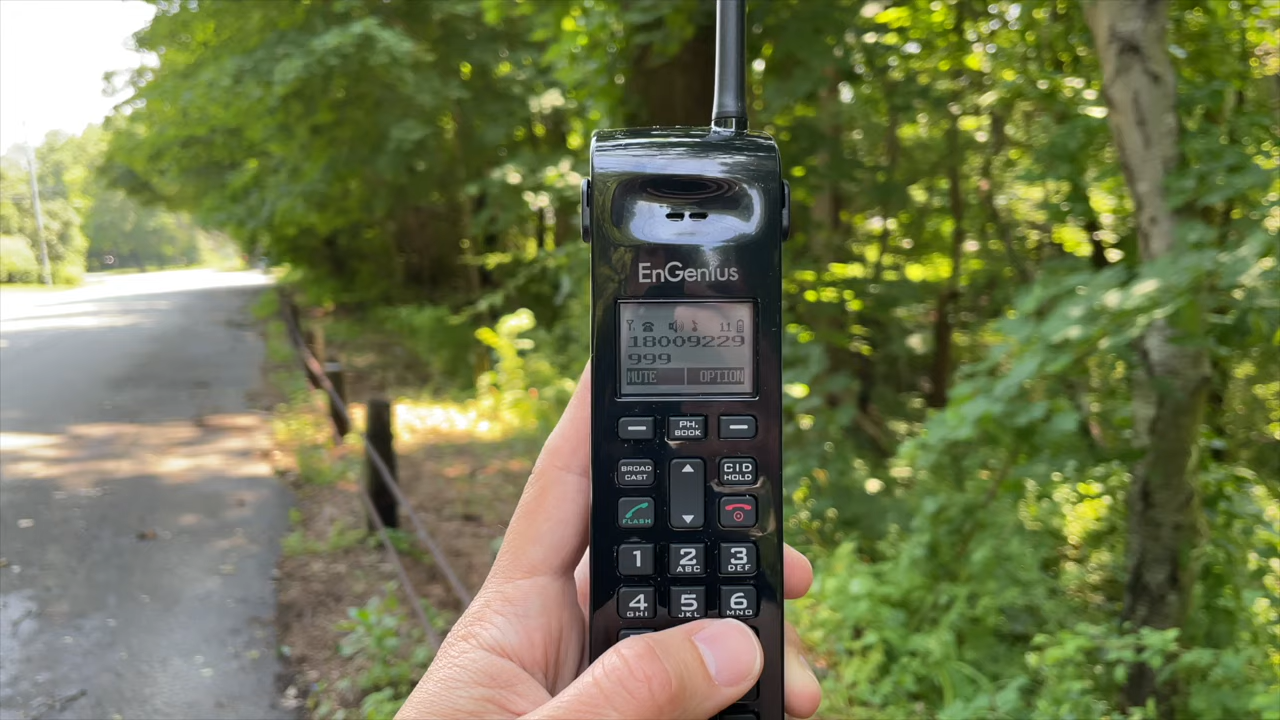 EnGenius
11
18009229
999
MUTE OPTION
PH. BOOK
BROAD CAST
CID HOLD
FLASH
1 2 ABC 3 DEF
4 GHI 5 JKL 6 MNO